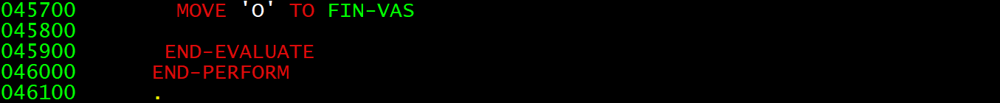 045700         MOVE 'O' TO FIN-VAS
045800
045900        END-EVALUATE
046000       END-PERFORM
046100       .